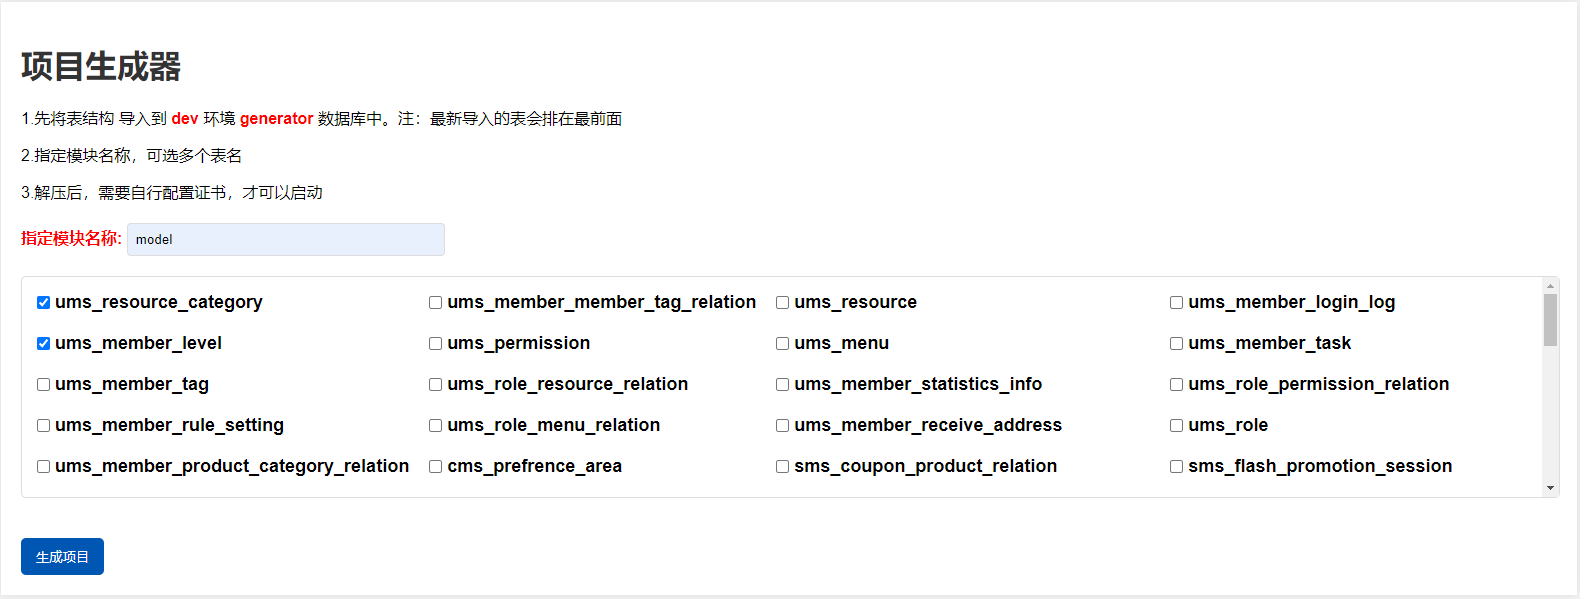 项目生成器
1.先将表结构 导入到 dev 环境 generator 数据库中。注：最新导入的表会排在最前面
2.指定模块名称，可选多个表名
3.解压后，需要自行配置证书，才可以启动
指定模块名称: model
ums_resource_category ums_member_member_tag_relation ums_resource ums_member_login_log
ums_member_level ums_permission ums_menu ums_member_task
ums_member_tag ums_role_resource_relation ums_member_statistics_info ums_role_permission_relation
ums_member_rule_setting ums_role_menu_relation ums_member_receive_address ums_role
ums_member_product_category_relation cms_prefrence_area sms_coupon_product_relation sms_flash_promotion_session
生成项目